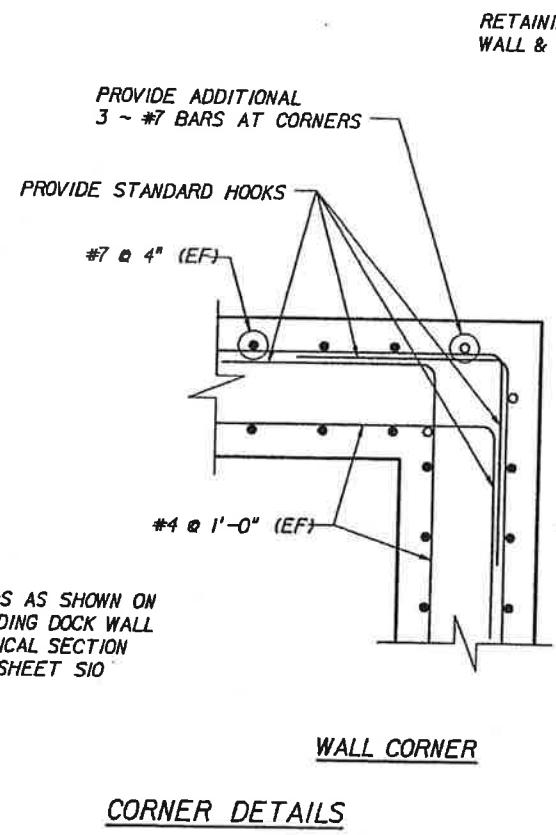 RETAINI
WALL &
PROVIDE ADDITIONAL
3 ~ #7 BARS AT CORNERS
PROVIDE STANDARD HOOKS
#7 @ 4" (EF)
#4 @ 1'-0" (EF)
S AS SHOWN ON
DING DOCK WALL
ICAL SECTION
SHEET S10
WALL CORNER
CORNER DETAILS